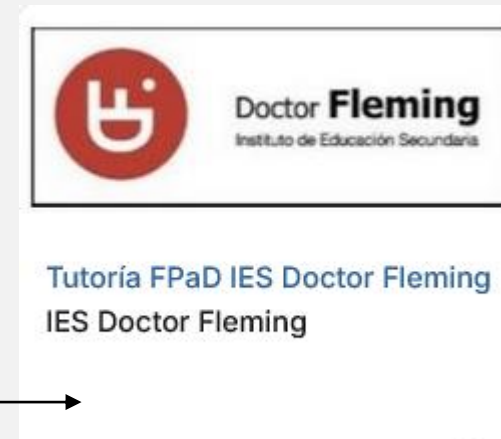 Doctor Fleming
Instituto de Educación Secundaria
Tutoría FPaD IES Doctor Fleming
IES Doctor Fleming